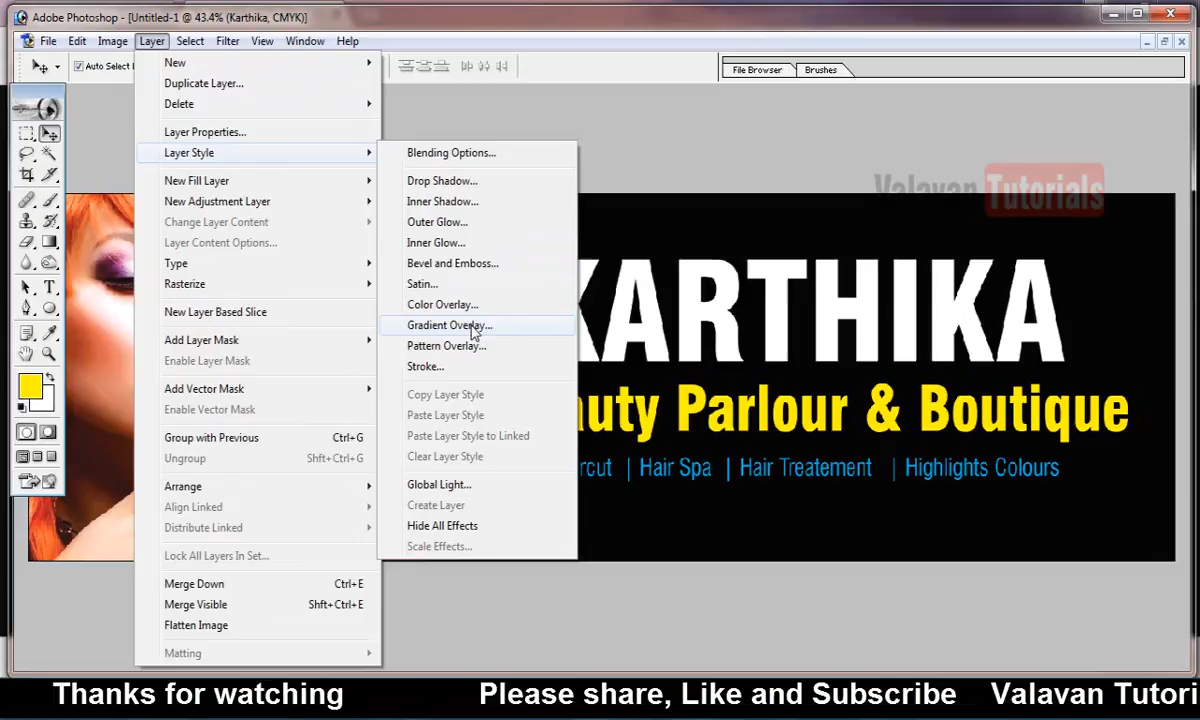 Adobe Photoshop - [Untitled-1 @ 43.4% (Karthika, CMYK)]
File Edit Image Layer Select Filter View Window Help
Auto Select
File Browser Brushes
New
Duplicate Layer...
Delete
Layer Properties...
Layer Style
New Fill Layer
New Adjustment Layer
Change Layer Content
Layer Content Options...
Type
Rasterize
New Layer Based Slice
Add Layer Mask
Enable Layer Mask
Add Vector Mask
Enable Vector Mask
Group with Previous Ctrl+G
Ungroup Shft+Ctrl+G
Arrange
Align Linked
Distribute Linked
Lock All Layers In Set...
Merge Down Ctrl+E
Merge Visible Shft+Ctrl+E
Flatten Image
Matting
Blending Options...
Drop Shadow...
Inner Shadow...
Outer Glow...
Inner Glow...
Bevel and Emboss...
Satin...
Color Overlay...
Gradient Overlay...
Pattern Overlay...
Stroke...
Copy Layer Style
Paste Layer Style
Paste Layer Style to Linked
Clear Layer Style
Global Light...
Create Layer
Hide All Effects
Scale Effects...
Valavan Tutorials
KARTHIKA
auty Parlour & Boutique
rcut | Hair Spa | Hair Treatement | Highlights Colours
Thanks for watching Please share, Like and Subscribe Valavan Tutori